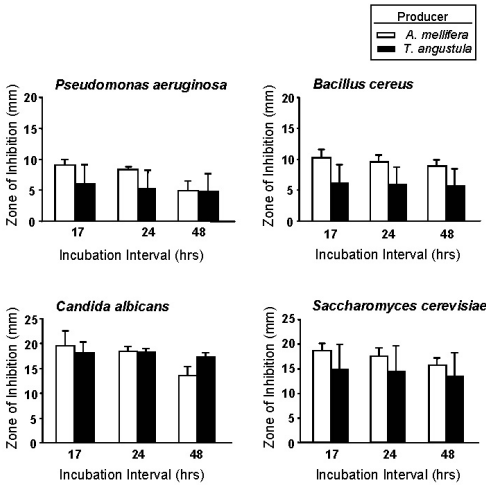 Producer
A. mellifera
T. angustula
Pseudomonas aeruginosa
Zone of Inhibition (mm)
20
15
10
5
0
17 24 48
Incubation Interval (hrs)
Bacillus cereus
Zone of Inhibition (mm)
20
15
10
5
0
17 24 48
Incubation Interval (hrs)
Candida albicans
Zone of Inhibition (mm)
25
20
15
10
5
0
17 24 48
Incubation Interval (hrs)
Saccharomyces cerevisiae
Zone of Inhibition (mm)
25
20
15
10
5
0
17 24 48
Incubation Interval (hrs)